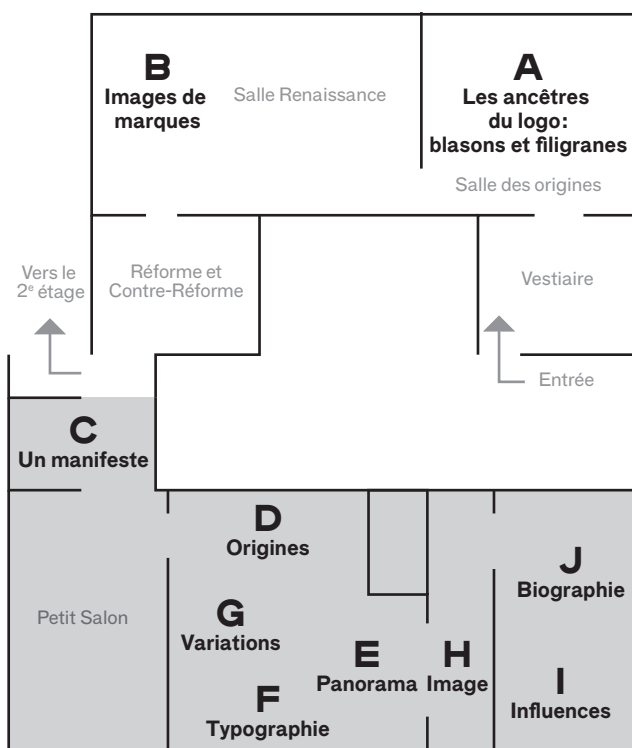 B
Images de
marques
Salle Renaissance
A
Les ancêtres
du logo:
blasons et filigranes
Salle des origines
Vers le
2e étage
Réforme et
Contre-Réforme
Vestiaire
Entrée
C
Un manifeste
D
Origines
J
Biographie
Petit Salon
G
Variations
E
Panorama
H
Image
F
Typographie
I
Influences